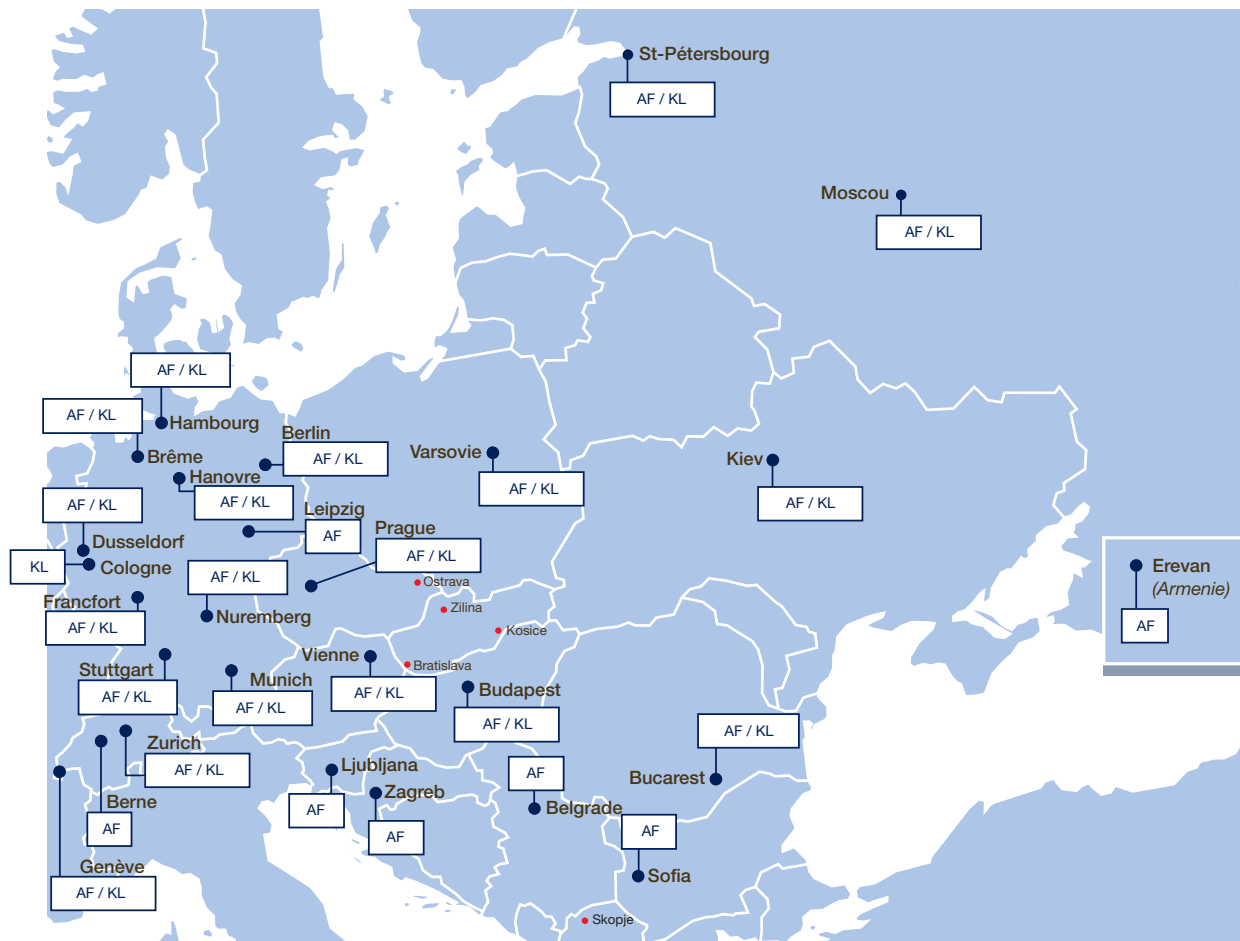 St-Pétersbourg
AF / KL
Moscou
AF / KL
AF / KL
Hambourg
AF / KL
Brême
Berlin
AF / KL
Hanovre
AF / KL
Varsovie
AF / KL
Kiev
AF / KL
AF / KL
Dusseldorf
Leipzig
AF
Prague
AF / KL
KL
Cologne
AF / KL
Nuremberg
Francfort
AF / KL
Ostrava
Zilina
Kosice
Bratislava
Erevan
(Armenie)
AF
Stuttgart
AF / KL
Munich
AF / KL
Vienne
AF / KL
Budapest
AF / KL
AF / KL
Bucarest
Zurich
AF / KL
Ljubljana
AF
Zagreb
AF
AF
Belgrade
Berne
AF
AF
Sofia
Genève
AF / KL
Skopje